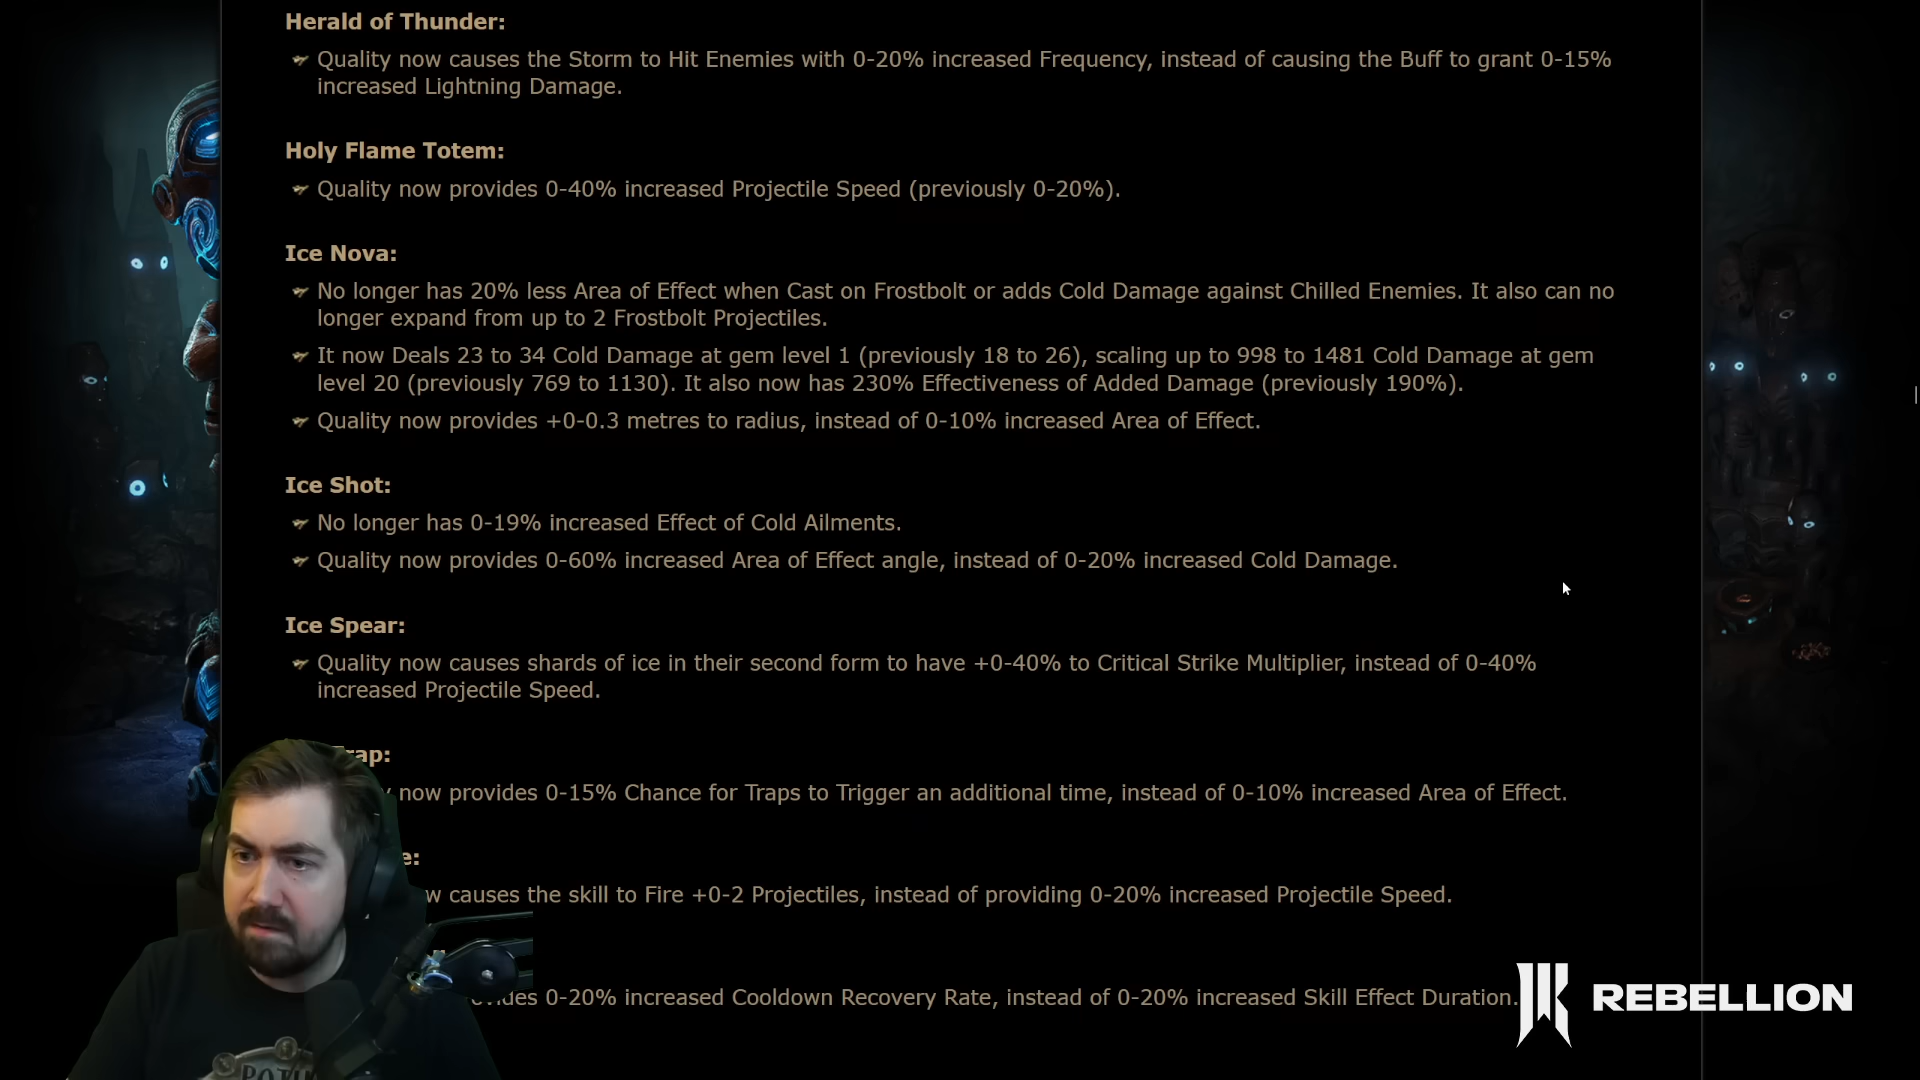 Herald of Thunder:
Quality now causes the Storm to Hit Enemies with 0-20% increased Frequency, instead of causing the Buff to grant 0-15%
increased Lightning Damage.
Holy Flame Totem:
Quality now provides 0-40% increased Projectile Speed (previously 0-20%).
Ice Nova:
No longer has 20% less Area of Effect when Cast on Frostbolt or adds Cold Damage against Chilled Enemies. It also can no
longer expand from up to 2 Frostbolt Projectiles.
It now Deals 23 to 34 Cold Damage at gem level 1 (previously 18 to 26), scaling up to 998 to 1481 Cold Damage at gem
level 20 (previously 769 to 1130). It also now has 230% Effectiveness of Added Damage (previously 190%).
Quality now provides +0-0.3 metres to radius, instead of 0-10% increased Area of Effect.
Ice Shot:
No longer has 0-19% increased Effect of Cold Ailments.
Quality now provides 0-60% increased Area of Effect angle, instead of 0-20% increased Cold Damage.
Ice Spear:
Quality now causes shards of ice in their second form to have +0-40% to Critical Strike Multiplier, instead of 0-40%
increased Projectile Speed.
Trap:
now provides 0-15% Chance for Traps to Trigger an additional time, instead of 0-10% increased Area of Effect.
causes the skill to Fire +0-2 Projectiles, instead of providing 0-20% increased Projectile Speed.
0-20% increased Cooldown Recovery Rate, instead of 0-20% increased Skill Effect Duration.
REBELLION